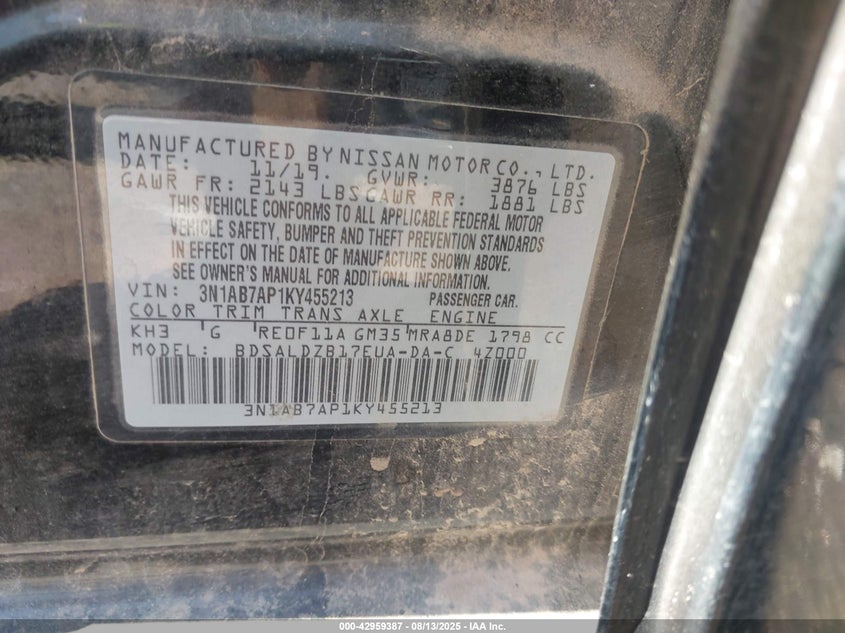 MANUFACTURED BY NISSAN MOTOR CO., LTD.
DATE: 11/19. GVWR: 3876 LBS
GAWR FR: 2143 LBS GAWR RR: 1881 LBS
THIS VEHICLE CONFORMS TO ALL APPLICABLE FEDERAL MOTOR
VEHICLE SAFETY, BUMPER AND THEFT PREVENTION STANDARDS
IN EFFECT ON THE DATE OF MANUFACTURE SHOWN ABOVE.
SEE OWNER'S MANUAL FOR ADDITIONAL INFORMATION.
VIN: 3N1AB7AP1KY455213 PASSENGER CAR.
COLOR TRIM TRANS AXLE ENGINE
KH3 G RE0F11A GM35 MRA8DE 1798 CC
MODEL: BDSALDZB17EUA-DA-C 4Z000
3N1AB7AP1KY455213
000-42959387 - 08/13/2025 - IAA Inc.